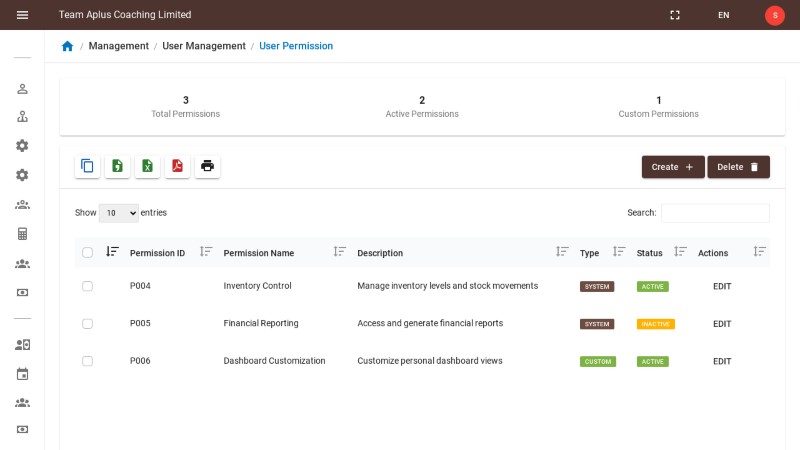 Team Aplus Coaching Limited EN S
/ Management / User Management / User Permission
3 2 1
Total Permissions Active Permissions Custom Permissions
Create Delete
Show 10 entries Search:
Permission ID Permission Name Description Type Status Actions
P004 Inventory Control Manage inventory levels and stock movements SYSTEM ACTIVE EDIT
P005 Financial Reporting Access and generate financial reports SYSTEM INACTIVE EDIT
P006 Dashboard Customization Customize personal dashboard views CUSTOM ACTIVE EDIT